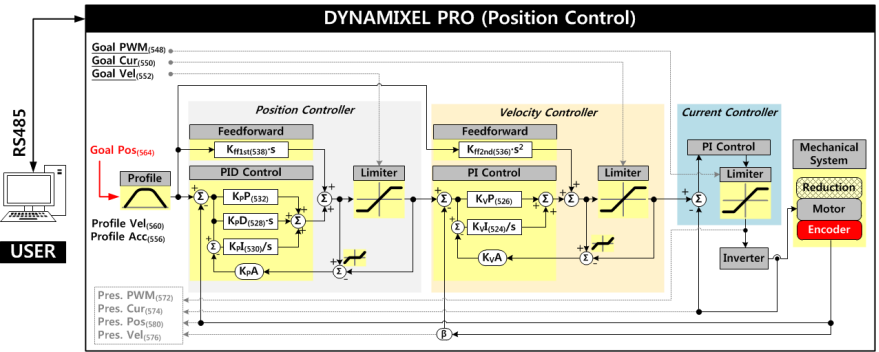 DYNAMIXEL PRO (Position Control)
RS485
USER
Goal PWM(548)
Goal Cur(550)
Goal Vel(552)
Goal Pos(564)
Profile
Profile Vel(560)
Profile Acc(556)
Position Controller
Feedforward
Kff1st(538)·s
PID Control
Σ
KPP(532)
KPD(528)·s
Σ
Σ
KPI(530)/s
KPA
Σ
Limiter
Σ
Velocity Controller
Feedforward
Kff2nd(536)·s²
PI Control
Σ
KVP(526)
Σ
Σ
KVI(524)/s
KVA
Σ
Limiter
Σ
Current Controller
PI Control
Limiter
Σ
Inverter
Mechanical
System
Reduction
Motor
Encoder
Pres. PWM(572)
Pres. Cur(574)
Pres. Pos(580)
Pres. Vel(576)
β